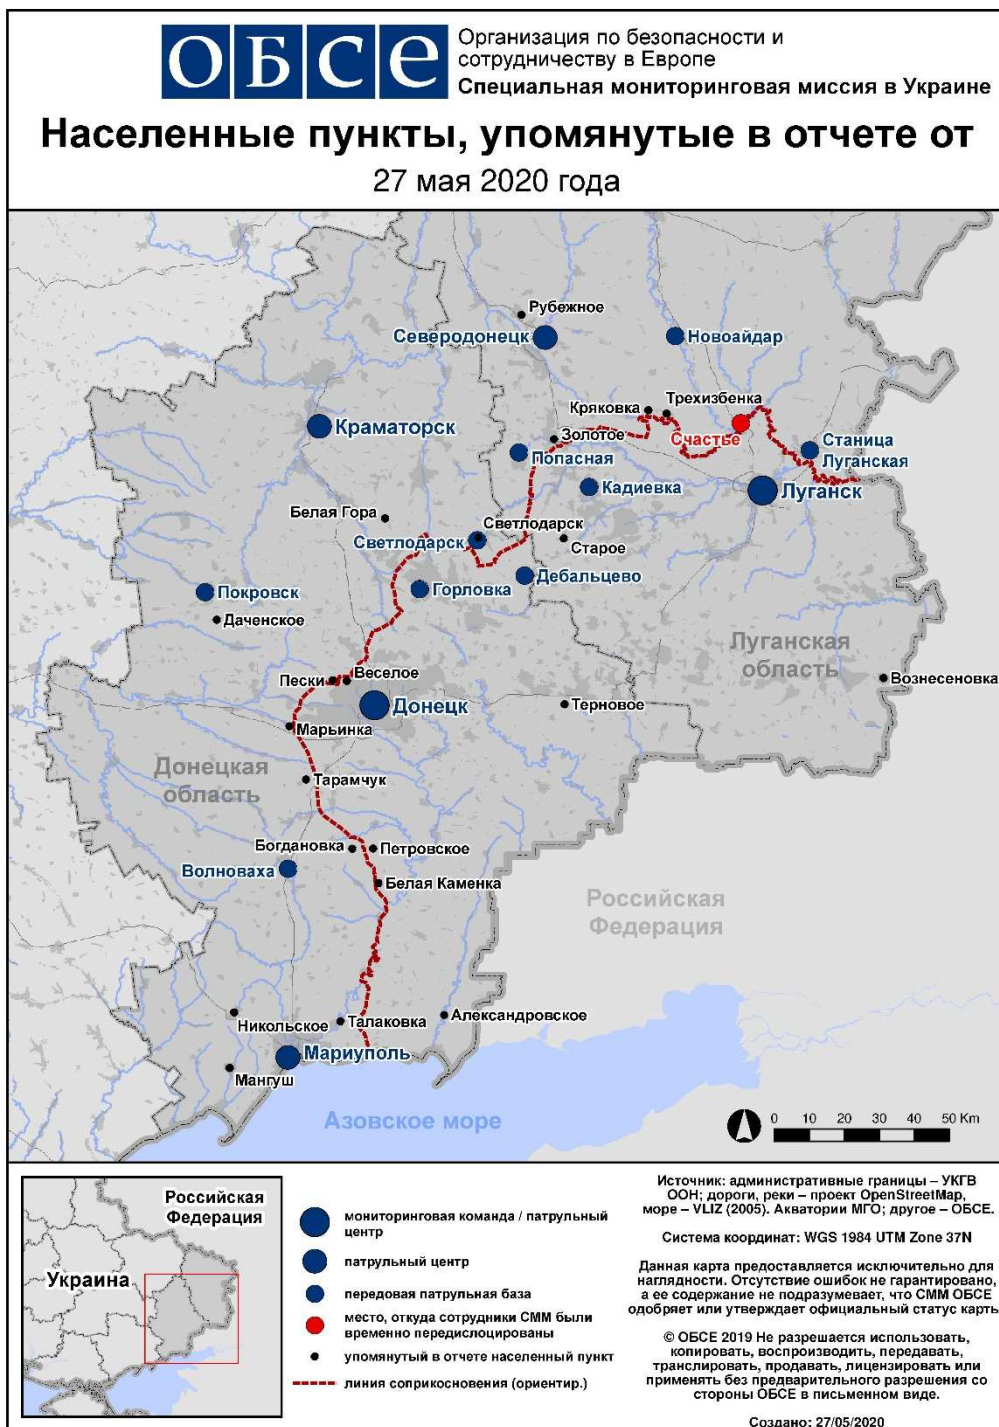 ОБСЕ
Организация по безопасности и
сотрудничеству в Европе
Специальная мониторинговая миссия в Украине
Населенные пункты, упомянутые в отчете от
27 мая 2020 года
Рубежное
Северодонецк
Новоайдар
Кряковка
Трехизбенка
Краматорск
Золотое
Счастье
Станица
Луганская
Попасная
Кадиевка
Луганск
Белая Гора
Светлодарск
Светлодарск
Старое
Дебальцево
Покровск
Горловка
Даченское
Луганская
область
Пески
Веселое
Вознесеновка
Донецк
Терновое
Марьинка
Донецкая
область
Тарамчук
Богдановка
Петровское
Волноваха
Белая Каменка
Российская
Федерация
Никольское
Талаковка
Александровское
Мариуполь
Мангуш
Азовское море
0 10 20 30 40 50 Km
Российская
Федерация
Украина
мониторинговая команда / патрульный
центр
патрульный центр
передовая патрульная база
место, откуда сотрудники СММ были
временно передислоцированы
упомянутый в отчете населенный пункт
линия соприкосновения (ориентир.)
Источник: административные границы – УКГВ
ООН; дороги, реки – проект OpenStreetMap,
море – VLIZ (2005). Акватории МГО; другое – ОБСЕ.
Система координат: WGS 1984 UTM Zone 37N
Данная карта предоставляется исключительно для
наглядности. Отсутствие ошибок не гарантировано,
а ее содержание не подразумевает, что СММ ОБСЕ
одобряет или утверждает официальный статус карты
© ОБСЕ 2019 Не разрешается использовать,
копировать, воспроизводить, передавать,
транслировать, продавать, лицензировать или
применять без предварительного разрешения со
стороны ОБСЕ в письменном виде.
Создано: 27/05/2020